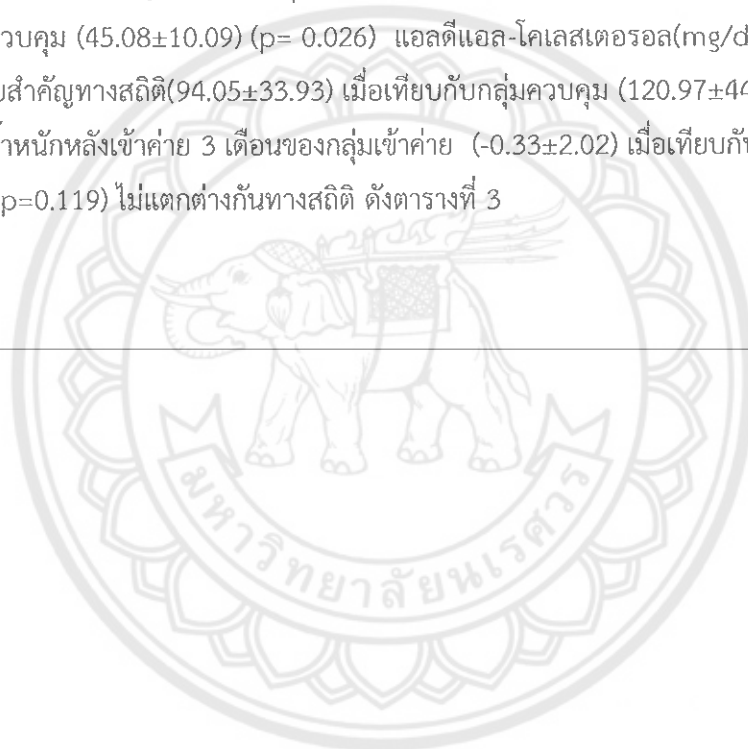 วบคุม (45.08±10.09) (p= 0.026) แอลดีแอล-โคเลสเตอรอล(mg/d
สำคัญทางสถิติ(94.05±33.93) เมื่อเทียบกับกลุ่มควบคุม (120.97±44
หนักหลังเข้าค่าย 3 เดือนของกลุ่มเข้าค่าย (-0.33±2.02) เมื่อเทียบกั
p=0.119) ไม่แตกต่างกันทางสถิติ ดังตารางที่ 3
มหาวิทยาลัยนเรศวร